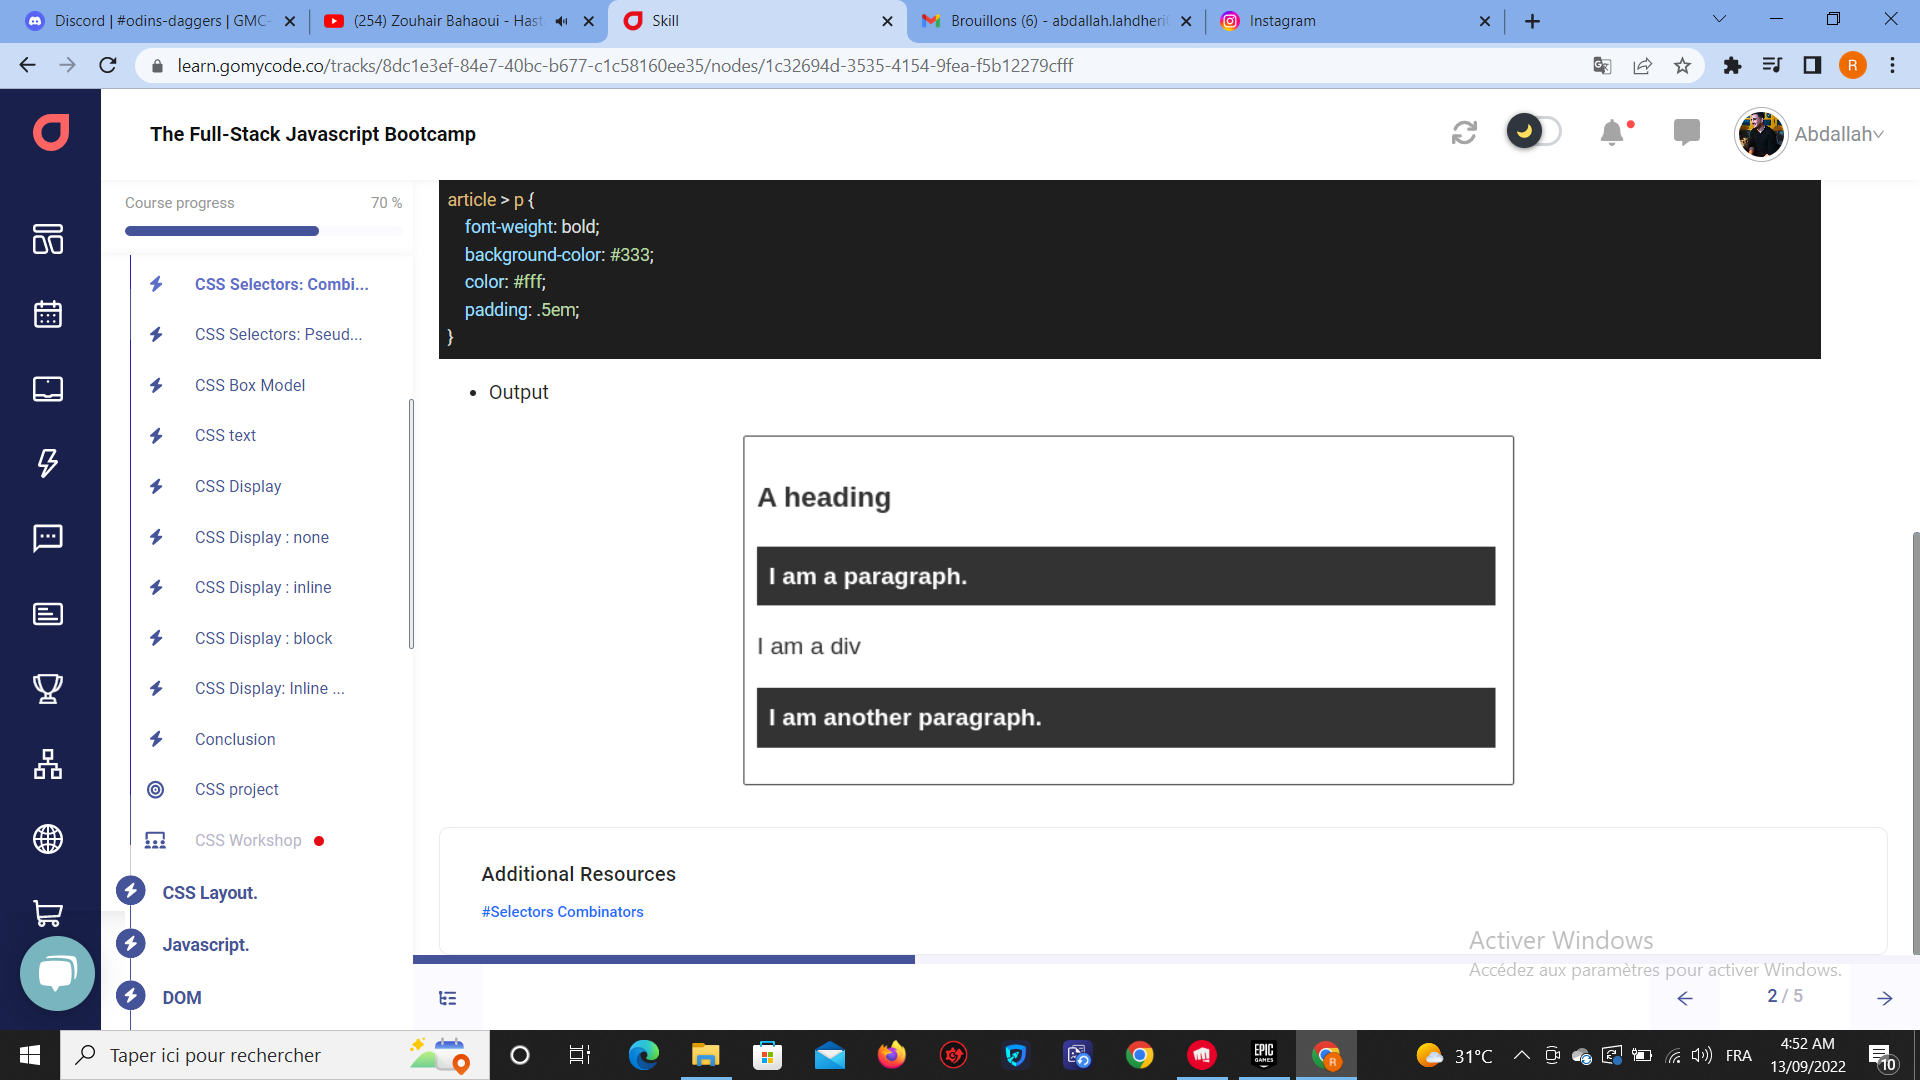 Discord | #odins-daggers | GMC-
(254) Zouhair Bahaoui - Hast
Skill
Brouillons (6) - abdallah.lahdheri
Instagram
learn.gomycode.co/tracks/8dc1e3ef-84e7-40bc-b677-c1c58160ee35/nodes/1c32694d-3535-4154-9fea-f5b12279cfff
R
The Full-Stack Javascript Bootcamp
Abdallah
Course progress
70 %
CSS Selectors: Combi...
CSS Selectors: Pseud...
CSS Box Model
CSS text
CSS Display
CSS Display : none
CSS Display : inline
CSS Display : block
CSS Display: Inline ...
Conclusion
CSS project
CSS Workshop
CSS Layout.
Javascript.
DOM
article > p {
font-weight: bold;
background-color: #333;
color: #fff;
padding: .5em;
}
• Output
A heading
I am a paragraph.
I am a div
I am another paragraph.
Additional Resources
#Selectors Combinators
Activer Windows
Accédez aux paramètres pour activer Windows.
2 / 5
Taper ici pour rechercher
EPIC
GAMES
R
31°C
FRA
4:52 AM
13/09/2022
10